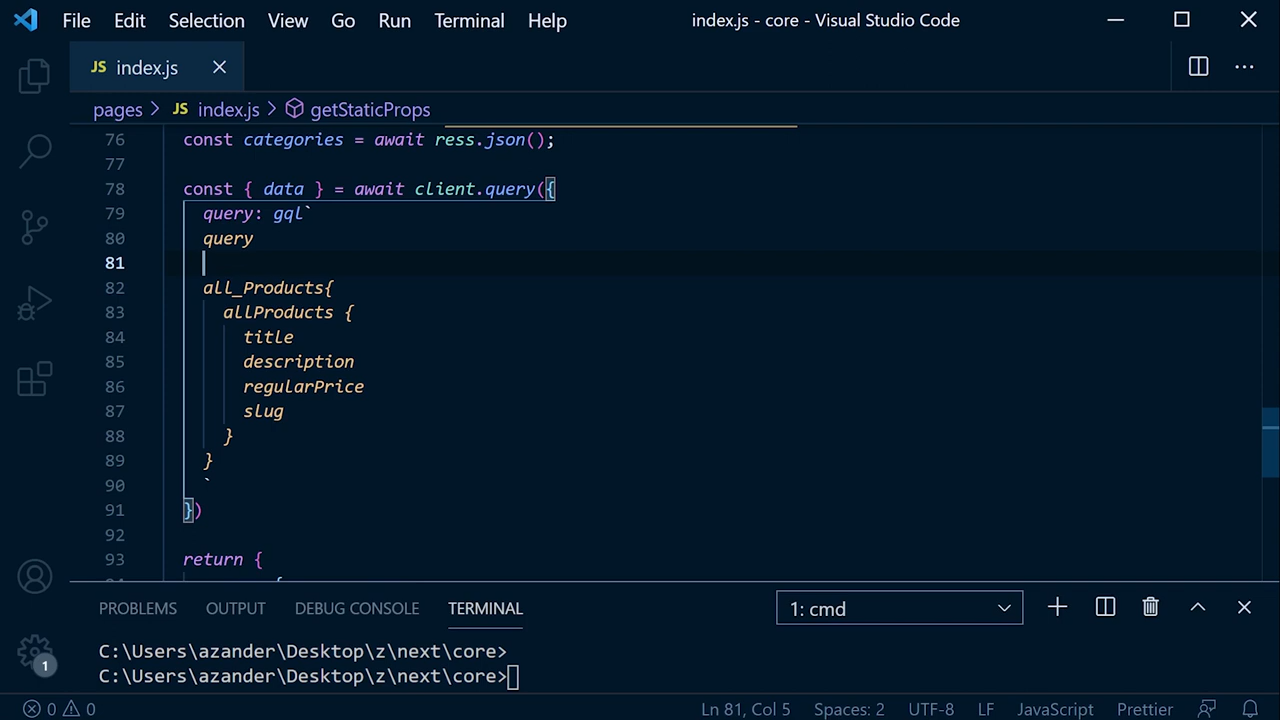 File Edit Selection View Go Run Terminal Help index.js - core - Visual Studio Code
JS index.js
pages > JS index.js > getStaticProps
76 const categories = await ress.json();
77
78 const { data } = await client.query({
79 query: gql`
80 query
81
82 all_Products{
83 allProducts {
84 title
85 description
86 regularPrice
87 slug
88 }
89 }
90 `
91 })
92
93 return {
PROBLEMS OUTPUT DEBUG CONSOLE TERMINAL 1: cmd
C:\Users\azander\Desktop\z\next\core>
C:\Users\azander\Desktop\z\next\core>
1
0 0 Ln 81, Col 5 Spaces: 2 UTF-8 LF JavaScript Prettier